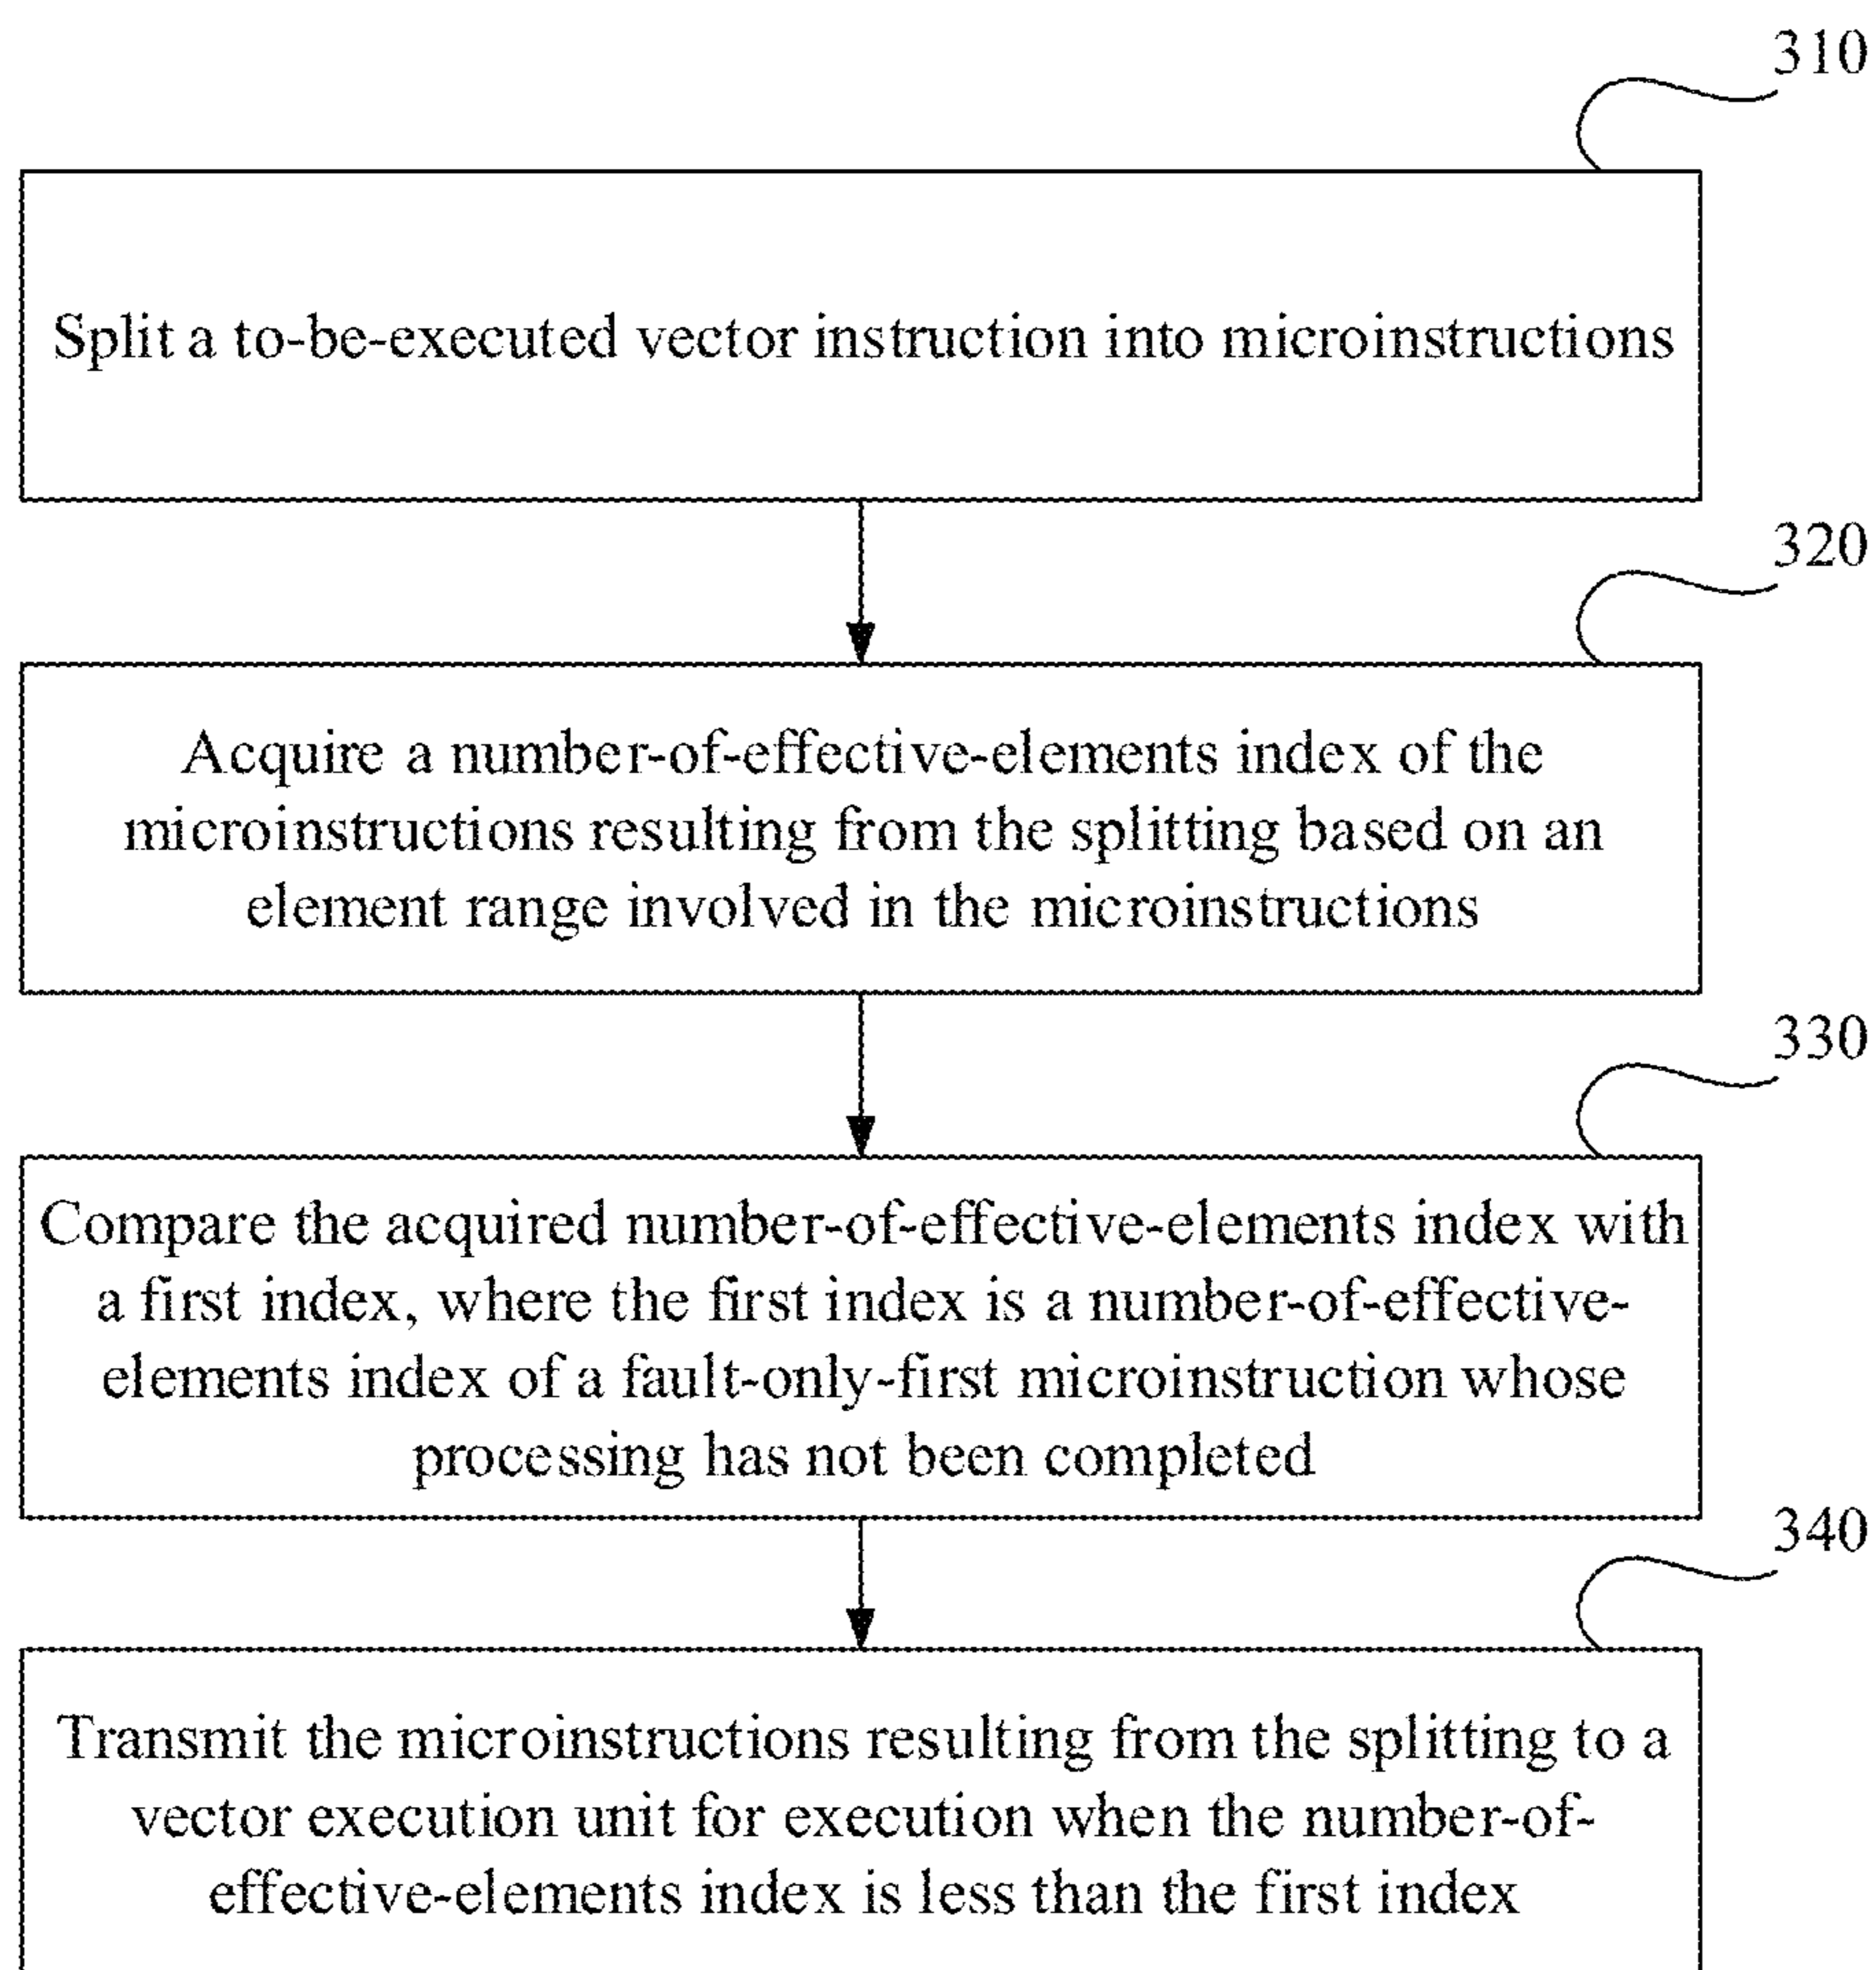 310
Split a to-be-executed vector instruction into microinstructions
320
Acquire a number-of-effective-elements index of the
microinstructions resulting from the splitting based on an
element range involved in the microinstructions
330
Compare the acquired number-of-effective-elements index with
a first index, where the first index is a number-of-effective-
elements index of a fault-only-first microinstruction whose
processing has not been completed
340
Transmit the microinstructions resulting from the splitting to a
vector execution unit for execution when the number-of-
effective-elements index is less than the first index